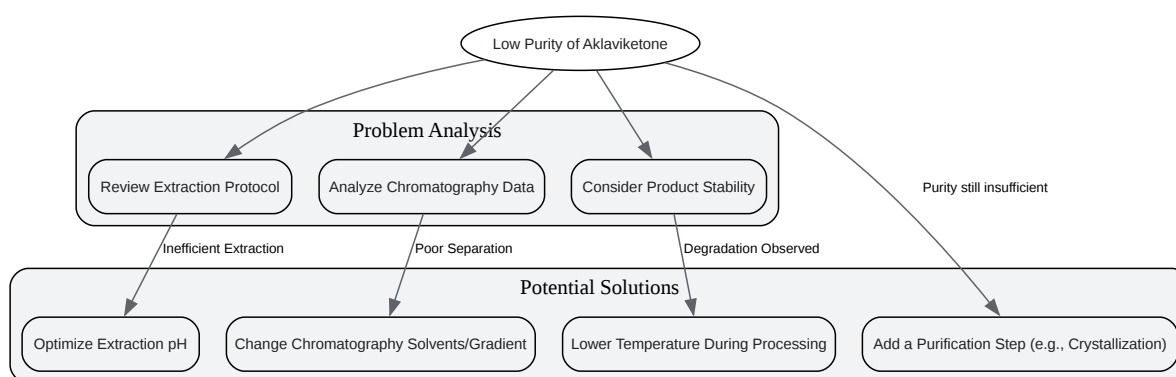 Low Purity of Aklaviketone
Problem Analysis
Review Extraction Protocol
Analyze Chromatography Data
Consider Product Stability
Purity still insufficient
Inefficient Extraction
Poor Separation
Degradation Observed
Potential Solutions
Optimize Extraction pH
Change Chromatography Solvents/Gradient
Lower Temperature During Processing
Add a Purification Step (e.g., Crystallization)